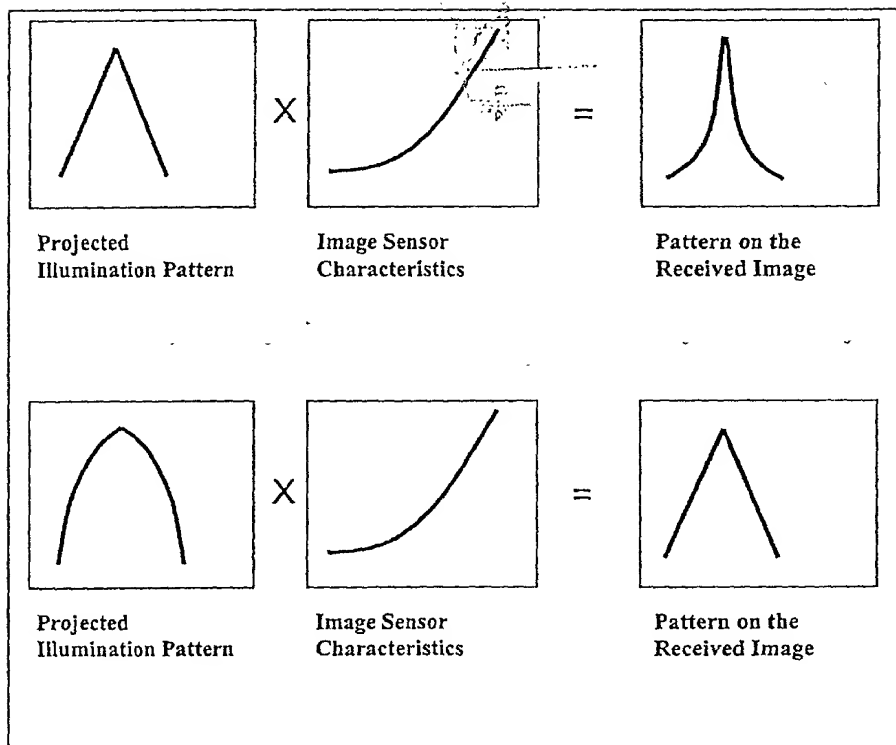 X
=
Projected
Illumination Pattern
Image Sensor
Characteristics
Pattern on the
Received Image
X
=
Projected
Illumination Pattern
Image Sensor
Characteristics
Pattern on the
Received Image